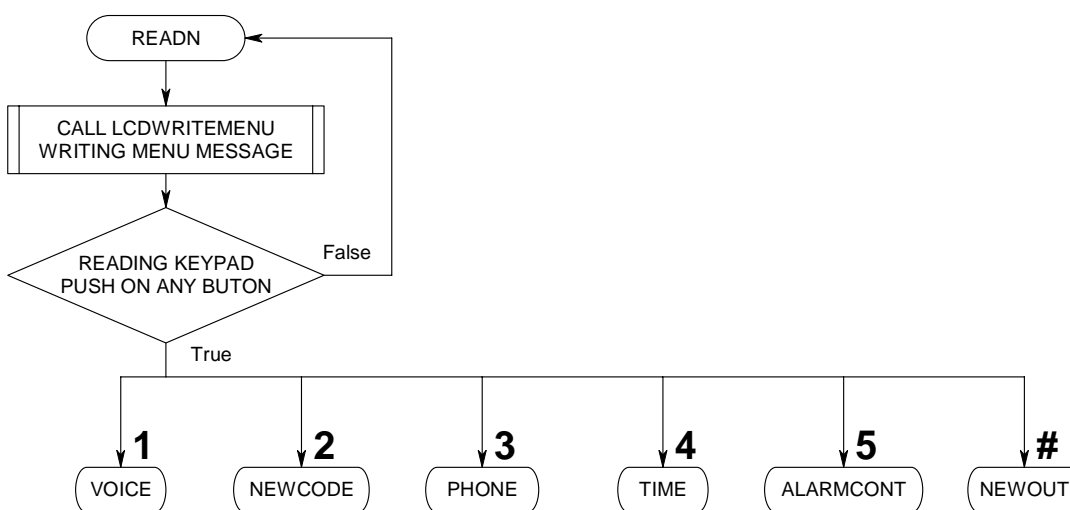 READN
CALL LCDWRITEMENU
WRITING MENU MESSAGE
False
READING KEYPAD
PUSH ON ANY BUTON
True
1 2 3 4 5 #
VOICE NEWCODE PHONE TIME ALARMCONT NEWOUT